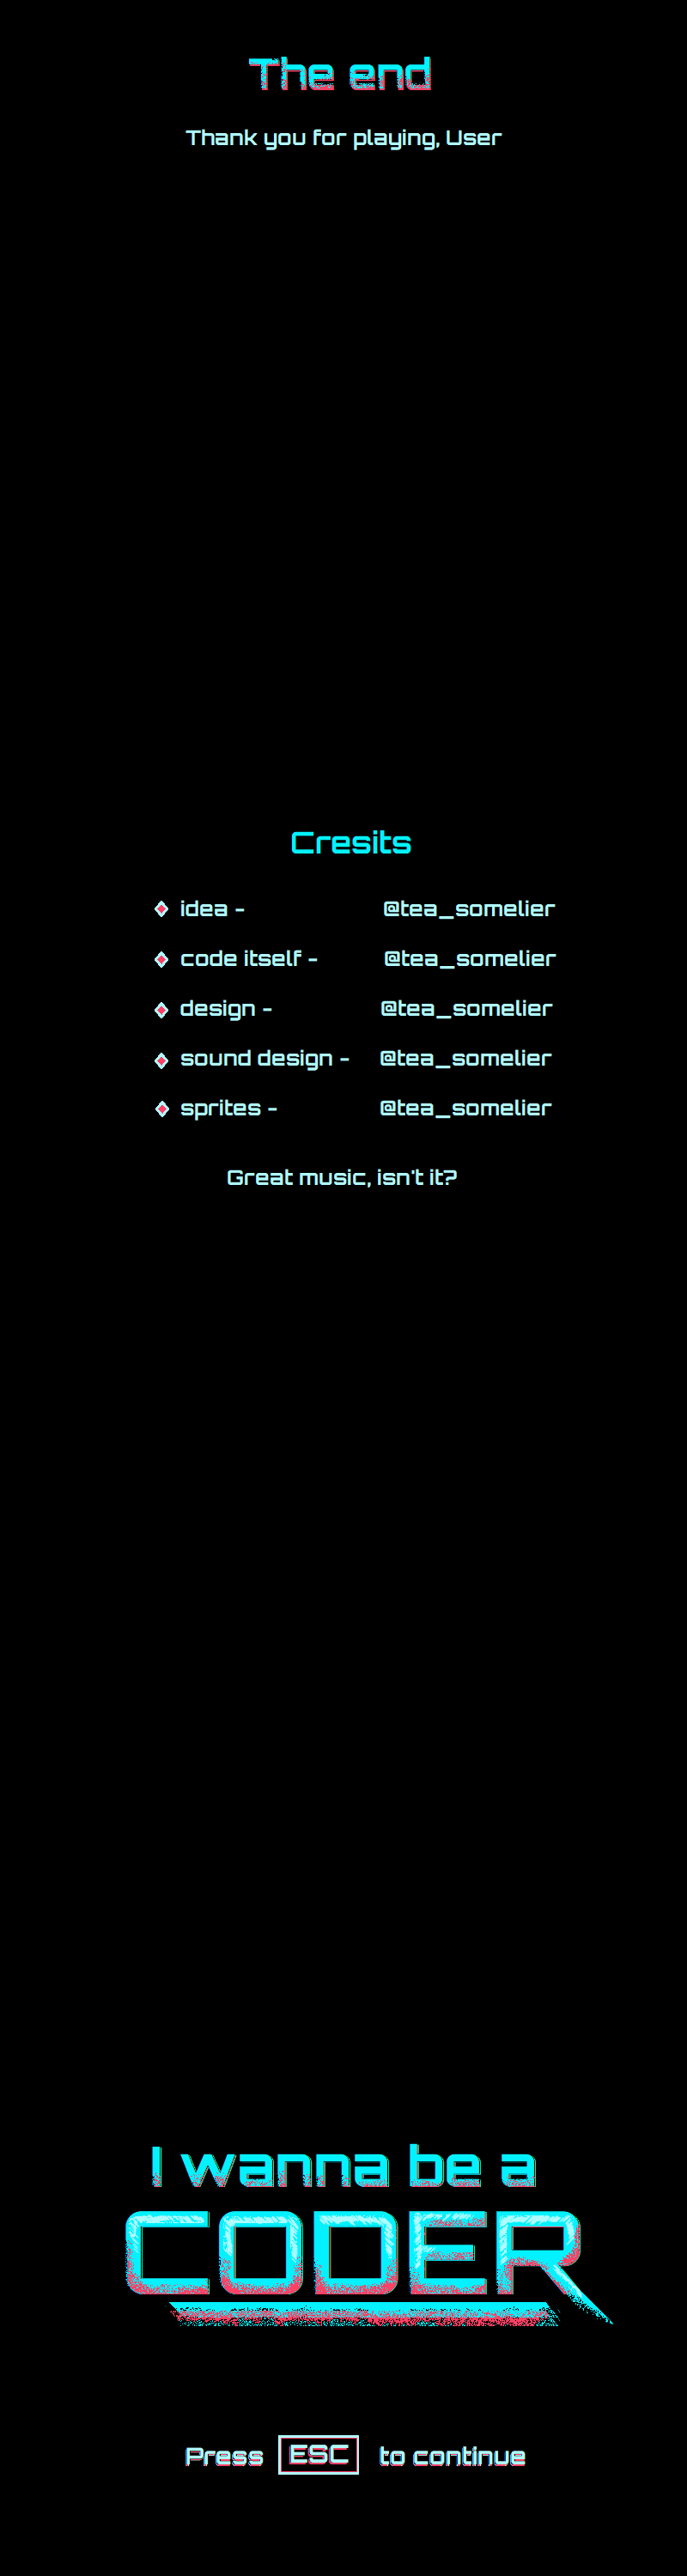 The end
Thank you for playing, User
Cresits
idea - @tea_somelier
code itself - @tea_somelier
design - @tea_somelier
sound design - @tea_somelier
sprites - @tea_somelier
Great music, isn't it?
I wanna be a
CODER
Press ESC to continue